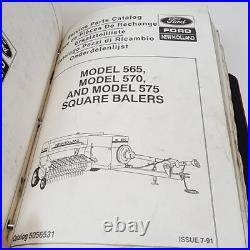 Service Parts Catalog
Catalogue de Pièces De Rechange
Ersatzteilliste
Catalogo Pezzi di Ricambio
Onderdelenlijst
Ford
FORD
NEW HOLLAND
MODEL 565,
MODEL 570,
AND MODEL 575
SQUARE BALERS
Catalog 5056531
ISSUE 7-91